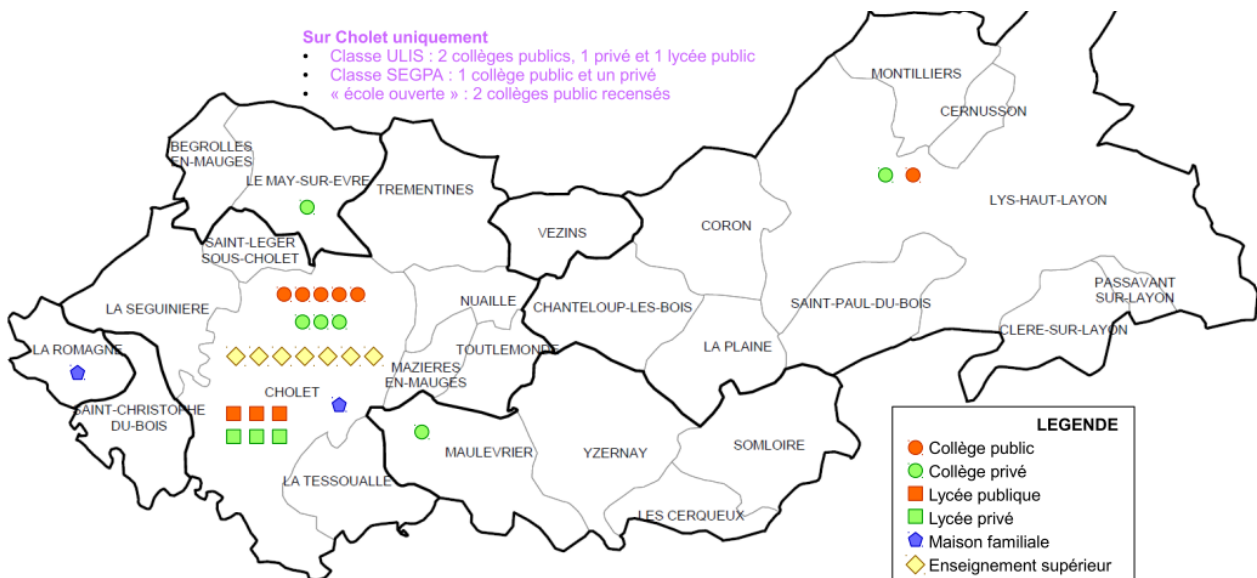 Sur Cholet uniquement
• Classe ULIS : 2 collèges publics, 1 privé et 1 lycée public
• Classe SEGPA : 1 collège public et un privé
• « école ouverte » : 2 collèges public recensés
MONTILLIERS
CERNUSSON
BEGROLLES
EN-MAUGES
LE MAY-SUR-EVRE
TREMENTINES
LYS-HAUT-LAYON
CORON
VEZINS
SAINT-LEGER
SOUS-CHOLET
LA SEGUINIERE
NUAILLE
CHANTELOUP-LES-BOIS
SAINT-PAUL-DU-BOIS
PASSAVANT
SUR-LAYON
CLERE-SUR-LAYON
LA ROMAGNE
TOUTLEMONDE
LA PLAINE
MAZIERES
EN-MAUGES
CHOLET
SAINT-CHRISTOPHE
DU-BOIS
MAULEVRIER
YZERNAY
SOMLOIRE
LA TESSOUALLE
LES CERQUEUX
LEGENDE
Collège public
Collège privé
Lycée publique
Lycée privé
Maison familiale
Enseignement supérieur